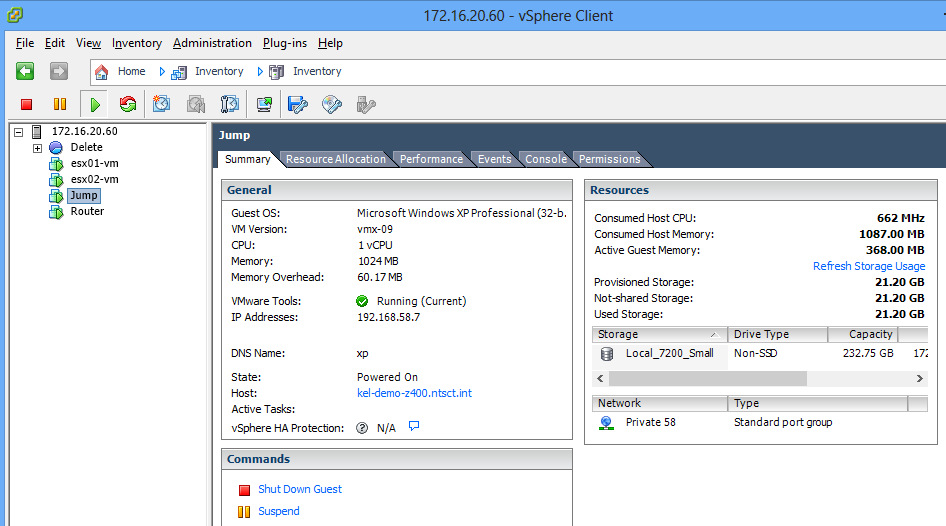 172.16.20.60 - vSphere Client
File Edit View Inventory Administration Plug-ins Help
Home Inventory Inventory
172.16.20.60
Delete
esx01-vm
esx02-vm
Jump
Router
Jump
Summary Resource Allocation Performance Events Console Permissions
General
Guest OS: Microsoft Windows XP Professional (32-b.
VM Version: vmx-09
CPU: 1 vCPU
Memory: 1024 MB
Memory Overhead: 60.17 MB
VMware Tools: Running (Current)
IP Addresses: 192.168.58.7
DNS Name: xp
State: Powered On
Host: kel-demo-z400.ntsct.int
Active Tasks:
vSphere HA Protection: N/A
Commands
Shut Down Guest
Suspend
Resources
Consumed Host CPU: 662 MHz
Consumed Host Memory: 1087.00 MB
Active Guest Memory: 368.00 MB
Refresh Storage Usage
Provisioned Storage: 21.20 GB
Not-shared Storage: 21.20 GB
Used Storage: 21.20 GB
Storage Drive Type Capacity
Local_7200_Small Non-SSD 232.75 GB 172
Network Type
Private 58 Standard port group